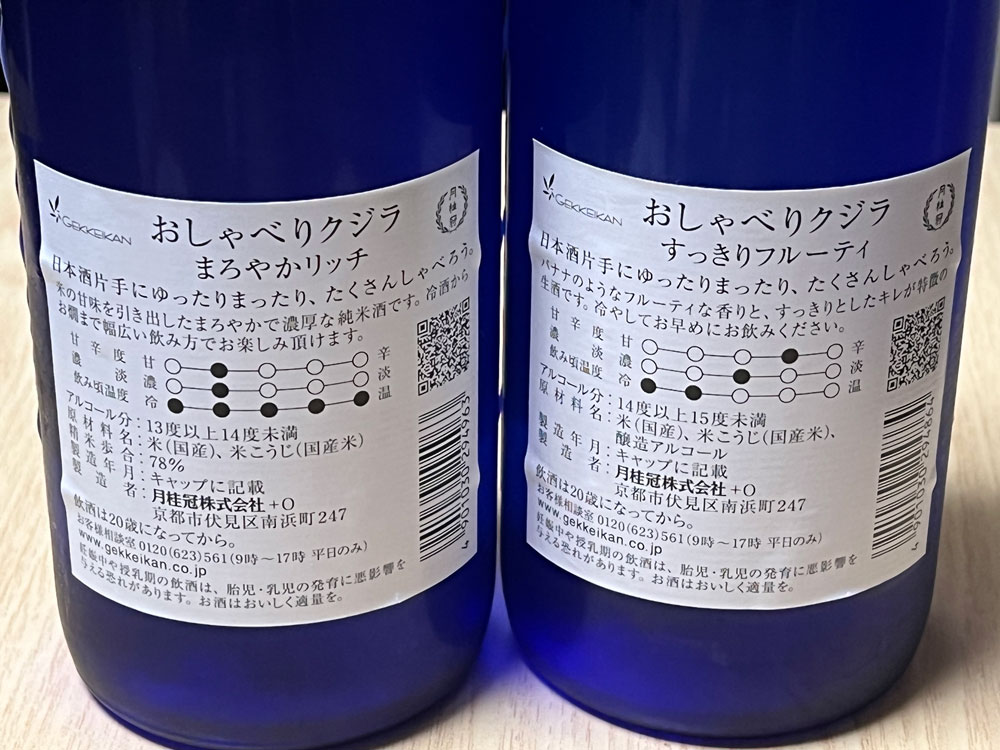 GEKKEIKAN
月桂冠
おしゃべりクジラ
まろやかリッチ
日本酒片手にゆったりまったり、たくさんしゃべろう。
米の甘味を引き出したまろやかで濃厚な純米酒です。冷酒から
お燗まで幅広い飲み方でお楽しみ頂けます。
甘辛度 甘 辛
濃淡 濃 淡
飲み頃温度 冷 温
アルコール分:13度以上14度未満
原材料名:米(国産)、米こうじ(国産米)
精米歩合:78%
製造年月:キャップに記載
製造者:月桂冠株式会社+O
京都市伏見区南浜町247
飲酒は20歳になってから。
お客様相談室0120(623)561(9時〜17時 平日のみ)
www.gekkeikan.co.jp
妊娠中や授乳期の飲酒は、胎児・乳児の発育に悪影響を
与える恐れがあります。お酒はおいしく適量を。
4 901030 294963
GEKKEIKAN
月桂冠
おしゃべりクジラ
すっきりフルーティ
日本酒片手にゆったりまったり、たくさんしゃべろう。
バナナのようなフルーティな香りと、すっきりとしたキレが特徴の
生酒です。冷やしてお早めにお飲みください。
甘辛度 甘 辛
濃淡 濃 淡
飲み頃温度 冷 温
アルコール分:14度以上15度未満
原材料名:米(国産)、米こうじ(国産米)、
醸造アルコール
製造年月:キャップに記載
製造者:月桂冠株式会社+O
京都市伏見区南浜町247
飲酒は20歳になってから。
お客様相談室0120(623)561(9時〜17時 平日のみ)
www.gekkeikan.co.jp
妊娠中や授乳期の飲酒は、胎児・乳児の発育に悪影響を
与える恐れがあります。お酒はおいしく適量を。
4 901030 294864